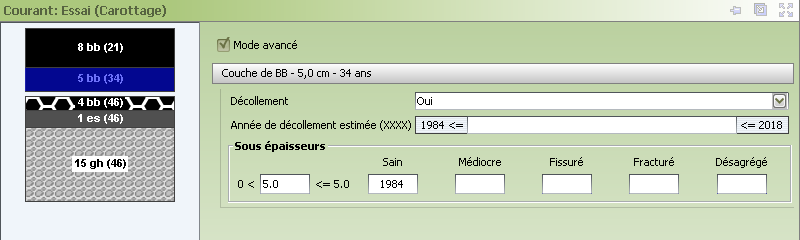 Courant: Essai (Carottage)
8 bb (21)
5 bb (34)
4 bb (46)
1 es (46)
15 gh (46)
Mode avancé
Couche de BB - 5,0 cm - 34 ans
Décollement Oui
Année de décollement estimée (XXXX) 1984 <= <= 2018
Sous épaisseurs
Sain Médiocre Fissuré Fracturé Désagrégé
0 < 5.0 <= 5.0 1984